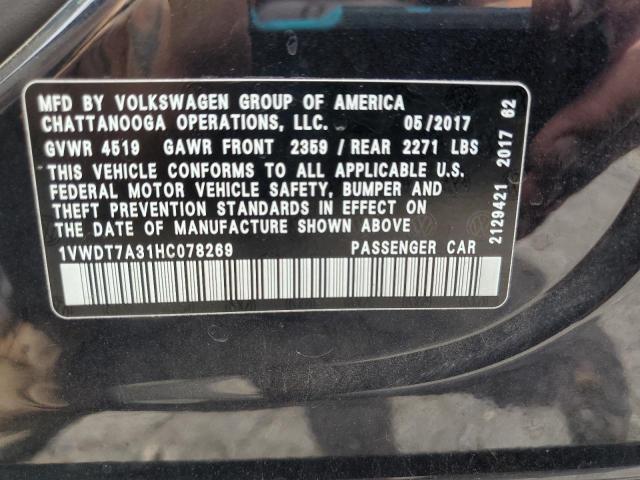 MFD BY VOLKSWAGEN GROUP OF AMERICA
CHATTANOOGA OPERATIONS, LLC. 05/2017
GVWR 4519 GAWR FRONT 2359 / REAR 2271 LBS
THIS VEHICLE CONFORMS TO ALL APPLICABLE U.S.
FEDERAL MOTOR VEHICLE SAFETY, BUMPER AND
THEFT PREVENTION STANDARDS IN EFFECT ON
THE DATE OF MANUFACTURE SHOWN ABOVE
1VWDT7A31HC078269 PASSENGER CAR
2129421 2017 62